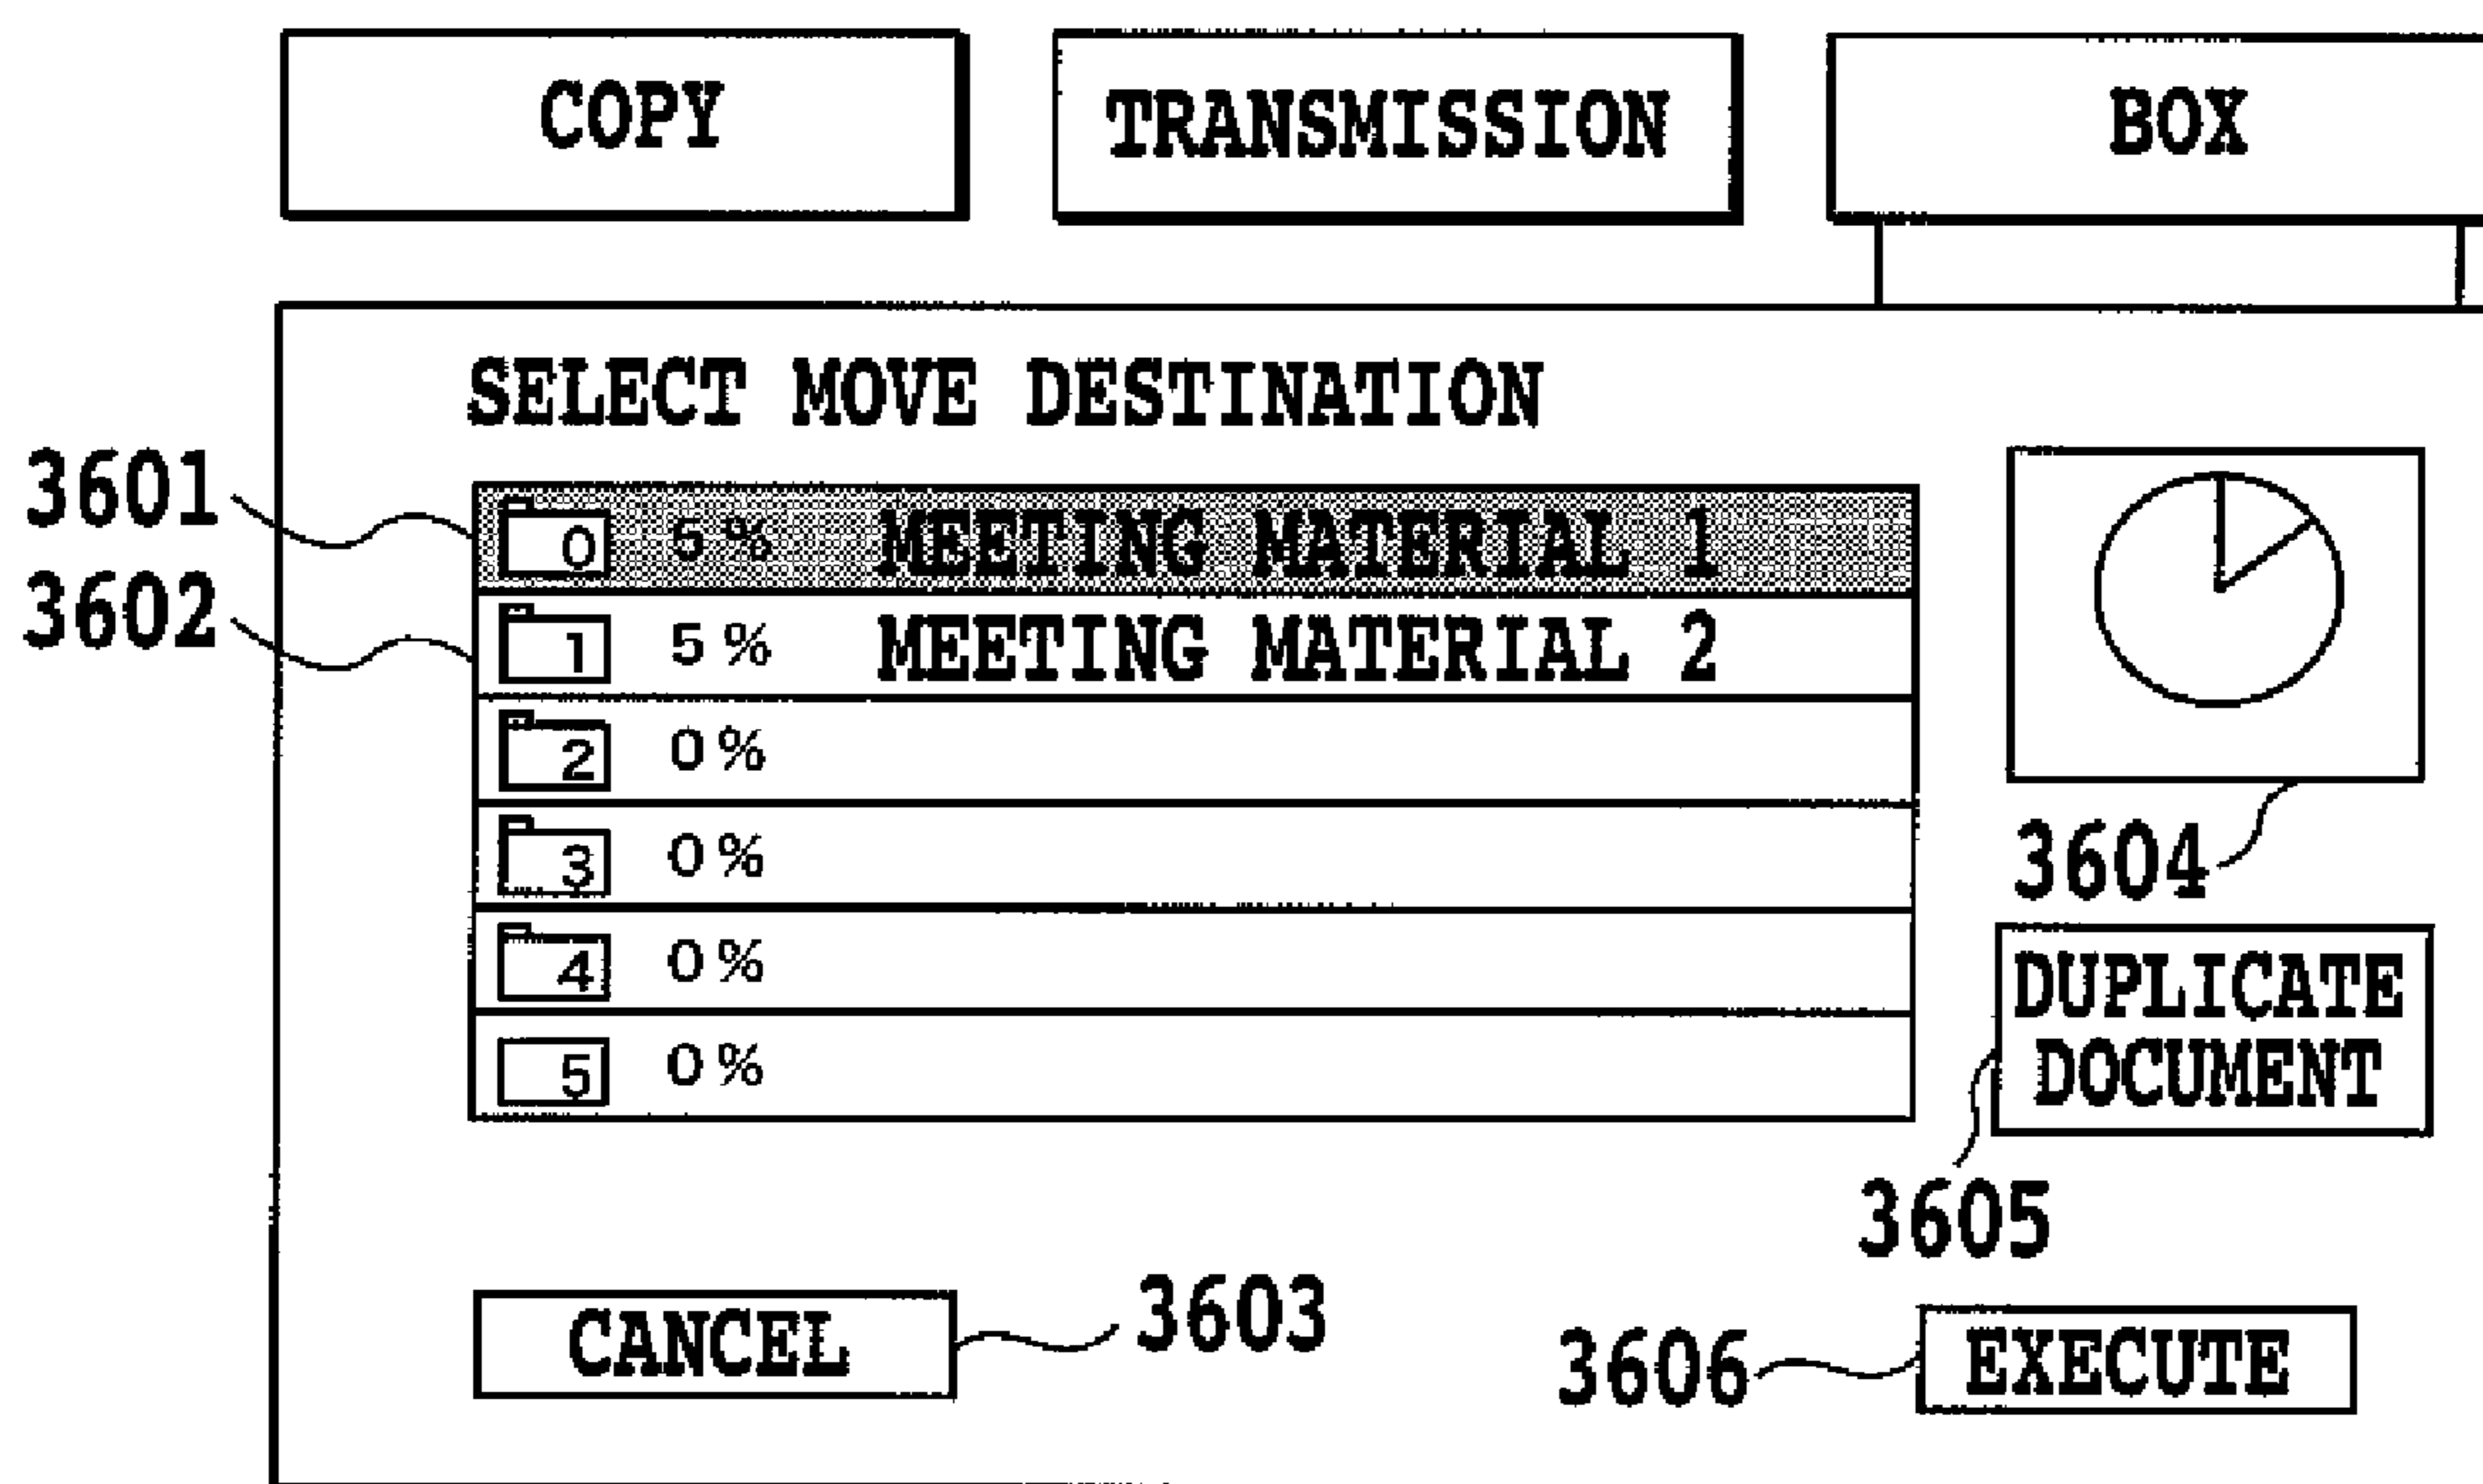 COPY
TRANSMISSION
BOX
SELECT MOVE DESTINATION
3601
0 5% MEETING MATERIAL 1
3602
1 5% MEETING MATERIAL 2
2 0%
3 0%
3604
4 0%
DUPLICATE
DOCUMENT
5 0%
3605
CANCEL
3603
3606
EXECUTE